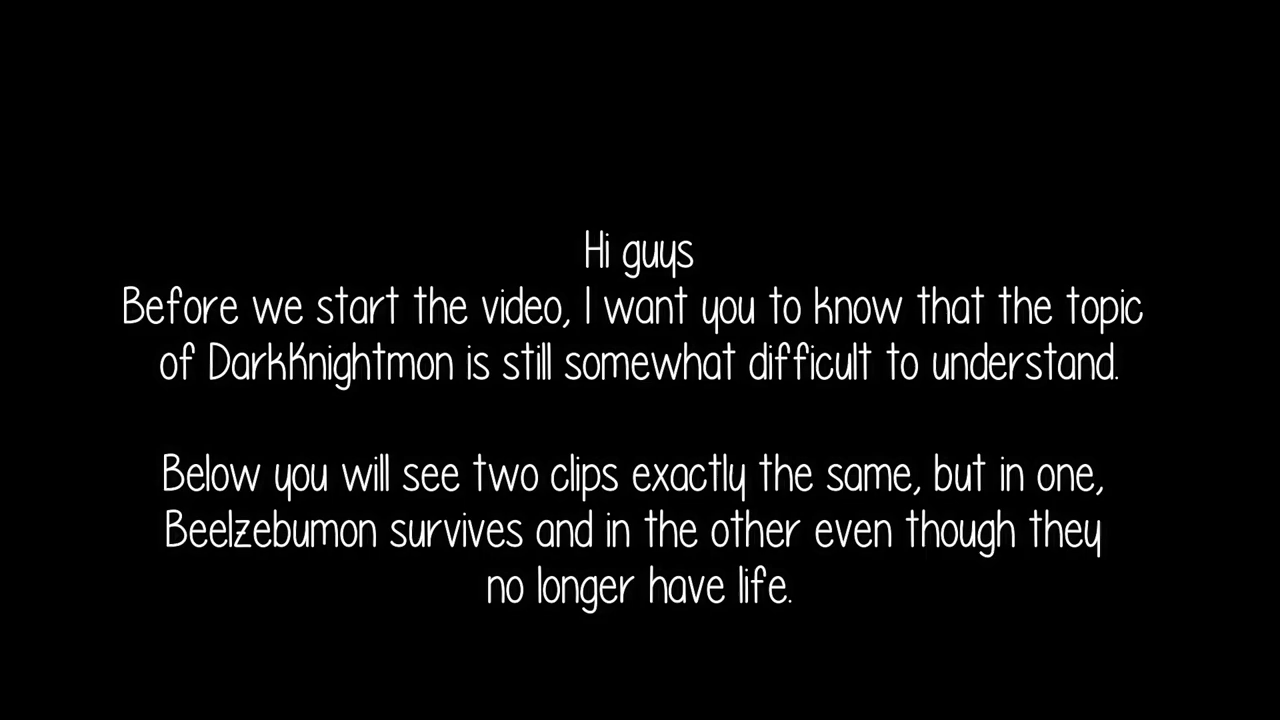 Hi guys
Before we start the video, I want you to know that the topic
of DarkKnightmon is still somewhat difficult to understand.
Below you will see two clips exactly the same, but in one,
Beelzebumon survives and in the other even though they
no longer have life.